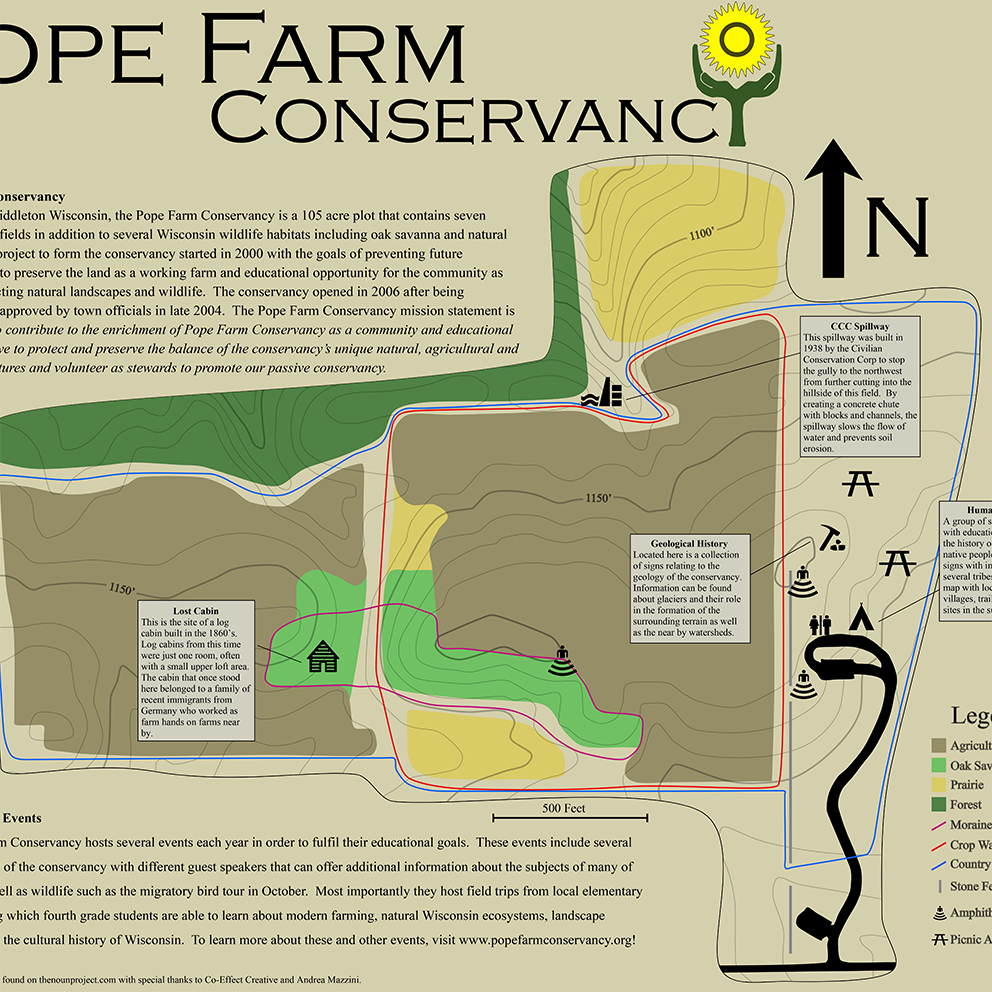 OPE FARM
CONSERVANC
N
onservancy
iddleton Wisconsin, the Pope Farm Conservancy is a 105 acre plot that contains seven
fields in addition to several Wisconsin wildlife habitats including oak savanna and natural
project to form the conservancy started in 2000 with the goals of preventing future
to preserve the land as a working farm and educational opportunity for the community as
cting natural landscapes and wildlife. The conservancy opened in 2006 after being
approved by town officials in late 2004. The Pope Farm Conservancy mission statement is
o contribute to the enrichment of Pope Farm Conservancy as a community and educational
ve to protect and preserve the balance of the conservancy's unique natural, agricultural and
tures and volunteer as stewards to promote our passive conservancy.
1100'
CCC Spillway
This spillway was built in
1938 by the Civilian
Conservation Corp to stop
the gully to the northwest
from further cutting into the
hillside of this field. By
creating a concrete chute
with blocks and channels, the
spillway slows the flow of
water and prevents soil
erosion.
1150'
Geological History
Located here is a collection
of signs relating to the
geology of the conservancy.
Information can be found
about glaciers and their role
in the formation of the
surrounding terrain as well
as the near by watersheds.
Huma
A group of s
with educati
the history o
native people
signs with in
several tribes
map with loc
villages, trai
sites in the su
1150'
Lost Cabin
This is the site of a log
cabin built in the 1860's.
Log cabins from this time
were just one room, often
with a small upper loft area.
The cabin that once stood
here belonged to a family of
recent immigrants from
Germany who worked as
farm hands on farms near
by.
500 Feet
Lege
Agricult
Oak Sav
Prairie
Forest
Moraine
Crop Wa
Country
Stone Fe
Amphith
Picnic A
Events
m Conservancy hosts several events each year in order to fulfil their educational goals. These events include several
of the conservancy with different guest speakers that can offer additional information about the subjects of many of
ell as wildlife such as the migratory bird tour in October. Most importantly they host field trips from local elementary
g which fourth grade students are able to learn about modern farming, natural Wisconsin ecosystems, landscape
the cultural history of Wisconsin. To learn more about these and other events, visit www.popefarmconservancy.org!
found on thenounproject.com with special thanks to Co-Effect Creative and Andrea Mazzini.